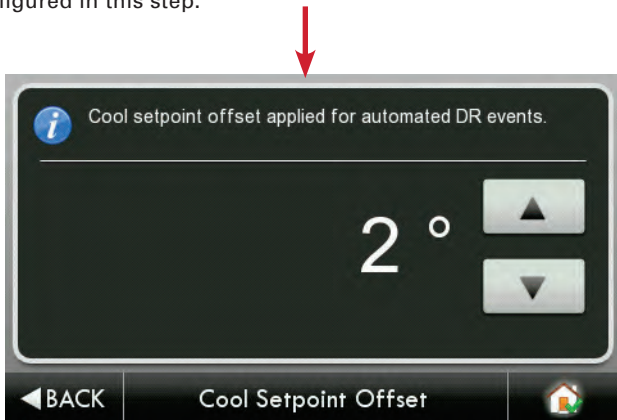 figured in this step.
Cool setpoint offset applied for automated DR events.
2 °
BACK
Cool Setpoint Offset